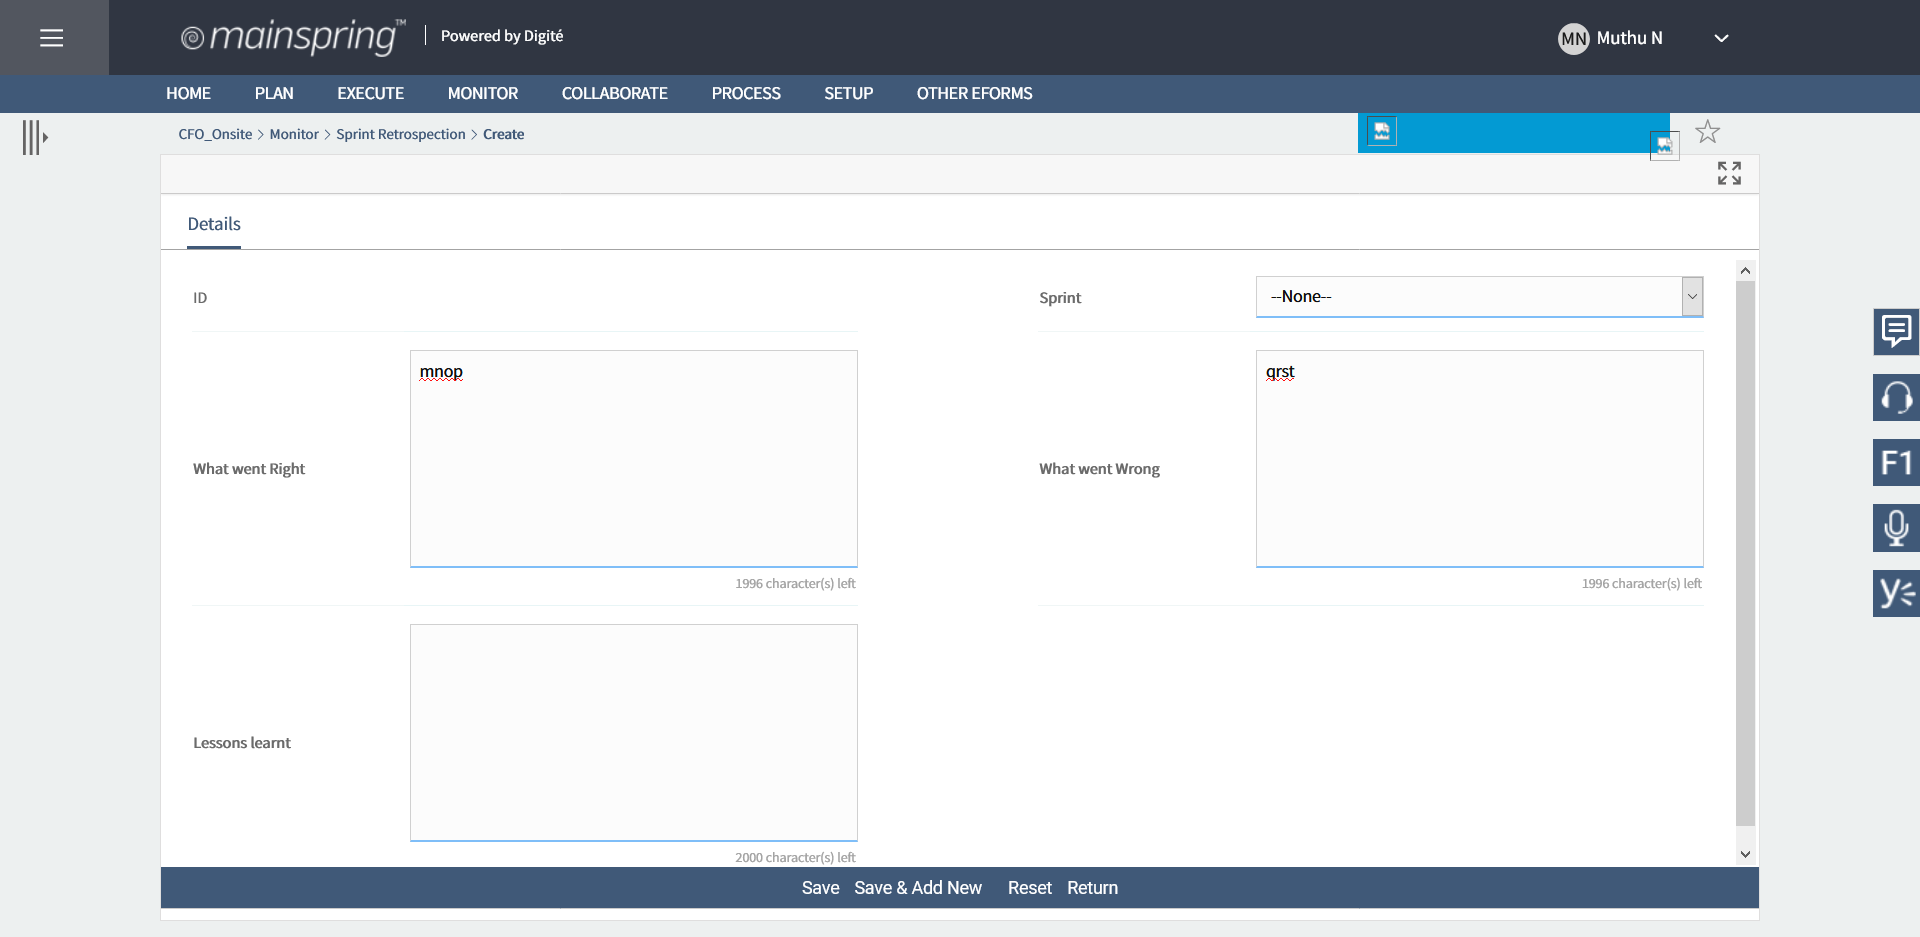 mainspring™ Powered by Digité
MN Muthu N
HOME PLAN EXECUTE MONITOR COLLABORATE PROCESS SETUP OTHER EFORMS
CFO_Onsite > Monitor > Sprint Retrospection > Create
Details
ID
Sprint --None--
What went Right mnop
1996 character(s) left
What went Wrong qrst
1996 character(s) left
Lessons learnt
2000 character(s) left
Save Save & Add New Reset Return
F1